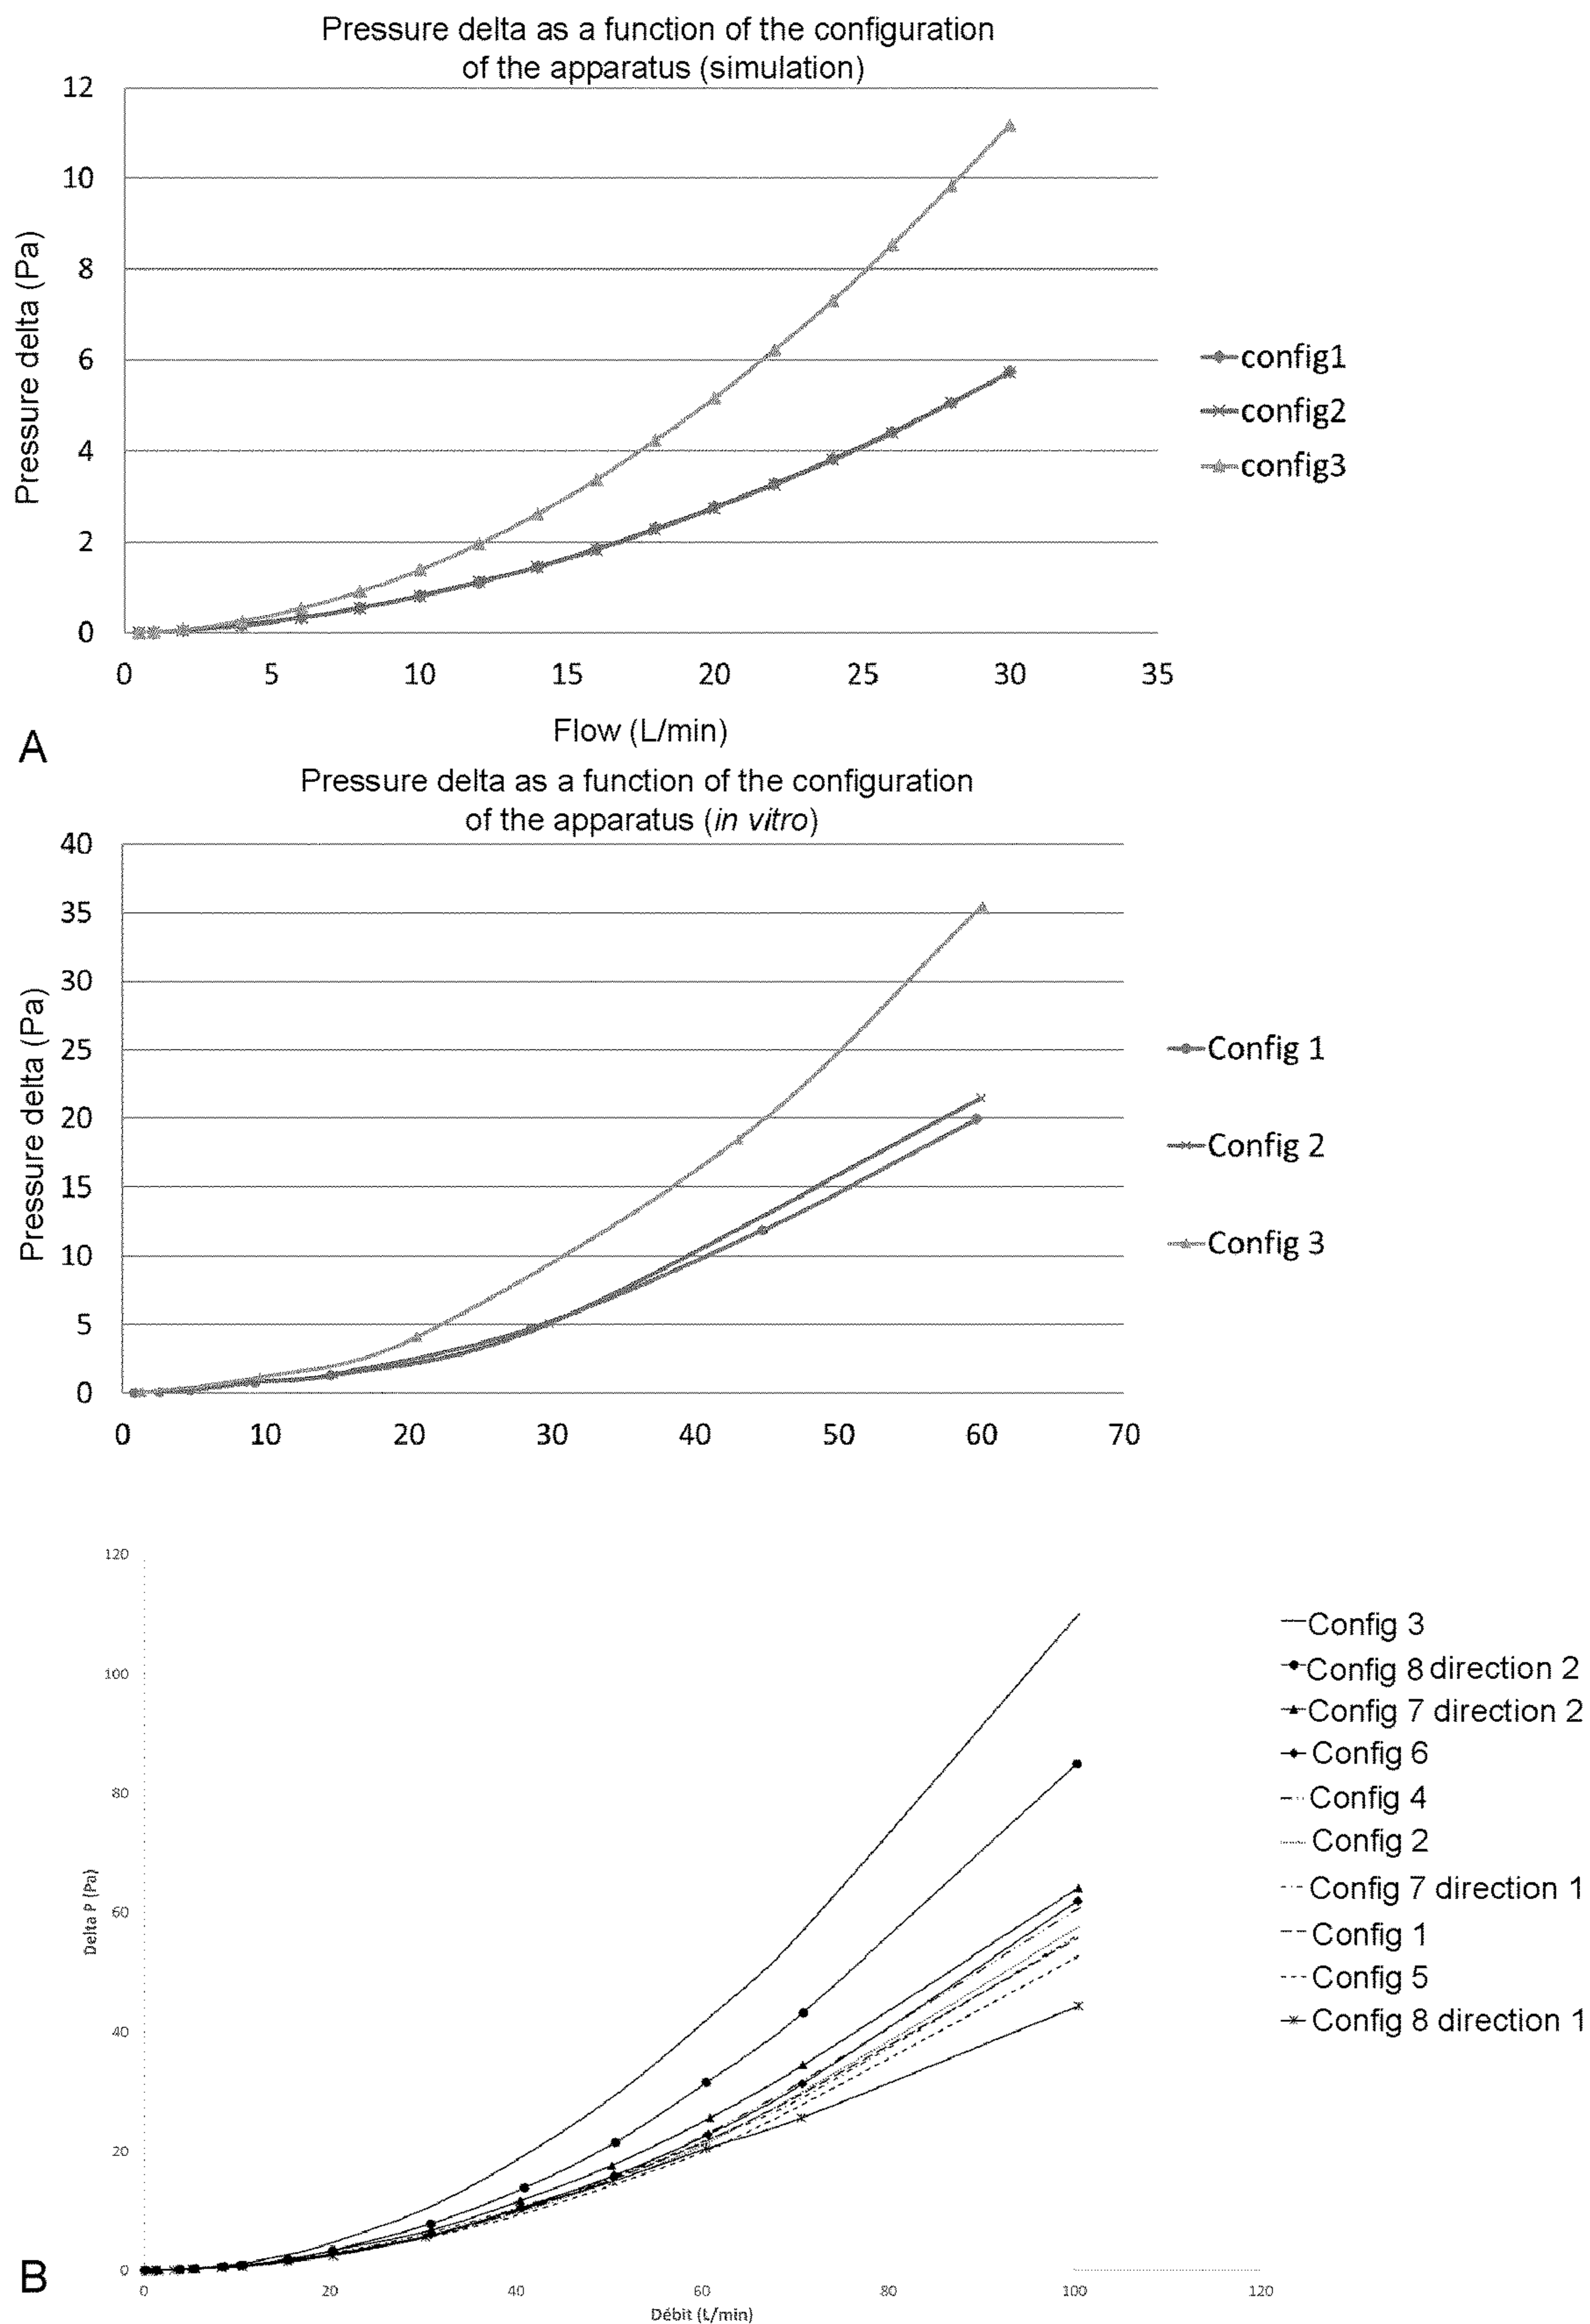 Pressure delta as a function of the configuration
of the apparatus (simulation)
12
10
8
6
4
2
0
Pressure delta (Pa)
0 5 10 15 20 25 30 35
Flow (L/min)
config1
config2
config3
A
Pressure delta as a function of the configuration
of the apparatus (in vitro)
40
35
30
25
20
15
10
5
0
Pressure delta (Pa)
0 10 20 30 40 50 60 70
Config 1
Config 2
Config 3
120
100
80
60
40
20
0
Delta P (Pa)
0 20 40 60 80 100 120
Débit (L/min)
Config 3
Config 8 direction 2
Config 7 direction 2
Config 6
Config 4
Config 2
Config 7 direction 1
Config 1
Config 5
Config 8 direction 1
B